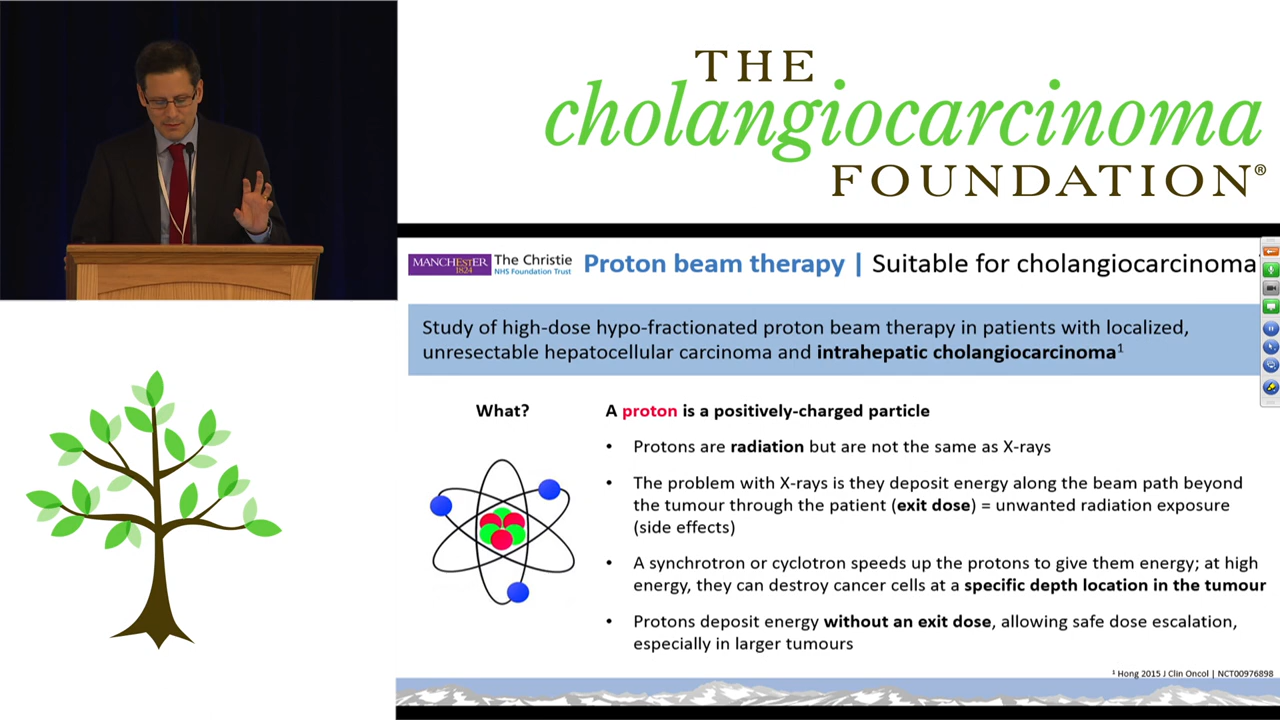 THE
cholangiocarcinoma
FOUNDATION®
MANCHESTER
1824
The Christie
NHS Foundation Trust
Proton beam therapy | Suitable for cholangiocarcinoma
Study of high-dose hypo-fractionated proton beam therapy in patients with localized,
unresectable hepatocellular carcinoma and intrahepatic cholangiocarcinoma¹
What?
A proton is a positively-charged particle
• Protons are radiation but are not the same as X-rays
• The problem with X-rays is they deposit energy along the beam path beyond
the tumour through the patient (exit dose) = unwanted radiation exposure
(side effects)
• A synchrotron or cyclotron speeds up the protons to give them energy; at high
energy, they can destroy cancer cells at a specific depth location in the tumour
• Protons deposit energy without an exit dose, allowing safe dose escalation,
especially in larger tumours
¹ Hong 2015 J Clin Oncol | NCT00976898